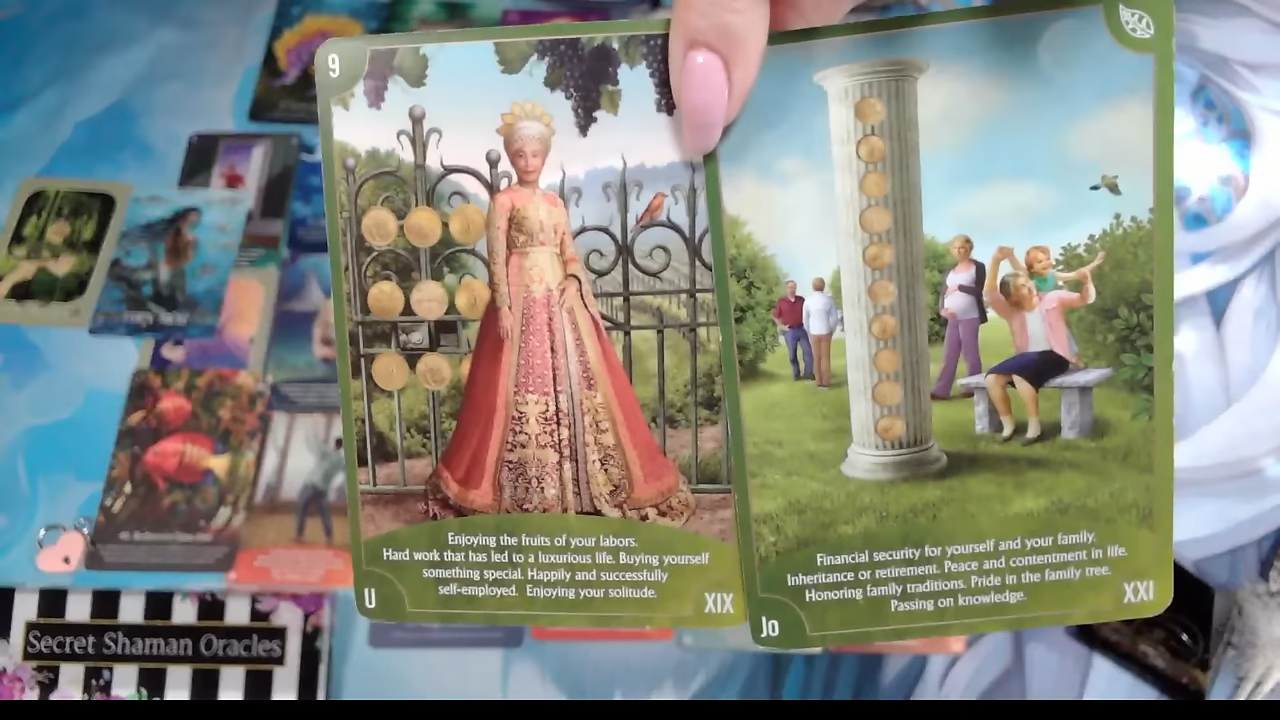 9
Enjoying the fruits of your labors.
Hard work that has led to a luxurious life. Buying yourself
something special. Happily and successfully
self-employed. Enjoying your solitude.
U
XIX
Financial security for yourself and your family.
Inheritance or retirement. Peace and contentment in life.
Honoring family traditions. Pride in the family tree.
Passing on knowledge.
Jo
XXI
Secret Shaman Oracles